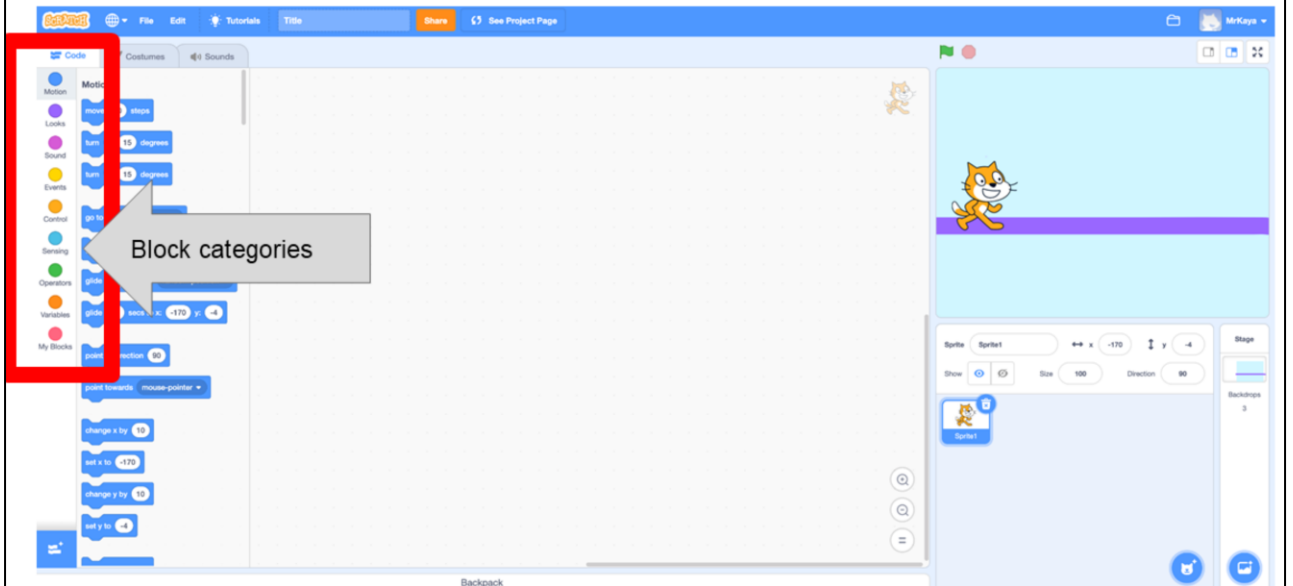 SCRATCH File Edit Tutorials Title Share See Project Page MrKaya
Code Costumes Sounds
Motion
Looks
Sound
Events
Control
Sensing
Operators
Variables
My Blocks
Motio
move steps
turn 15 degrees
turn 15 degrees
go to
glide
glide secs x: -170 y: -4
point ection 90
point towards mouse-pointer
change x by 10
set x to -170
change y by 10
set y to -4
Block categories
Sprite Sprite1 x -170 y -4
Show Size 100 Direction 90
Sprite1
Stage
Backdrops
3
Backpack